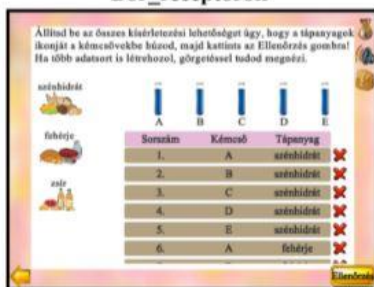 Állítsd be az összes kísérletezési lehetőséget úgy, hogy a tápanyagok
ikonját a kémcsövekbe húzod, majd kattints az Ellenőrzés gombra!
Ha több adatsort is létrehozol, görgetéssel tudod megnézni.
szénhidrát
A B C D E
fehérje
Sorszám Kémcső Tápanyag
1. A szénhidrát
2. B szénhidrát
3. C szénhidrát
zsír
4. D szénhidrát
5. E szénhidrát
6. A fehérje
Ellenőrzés